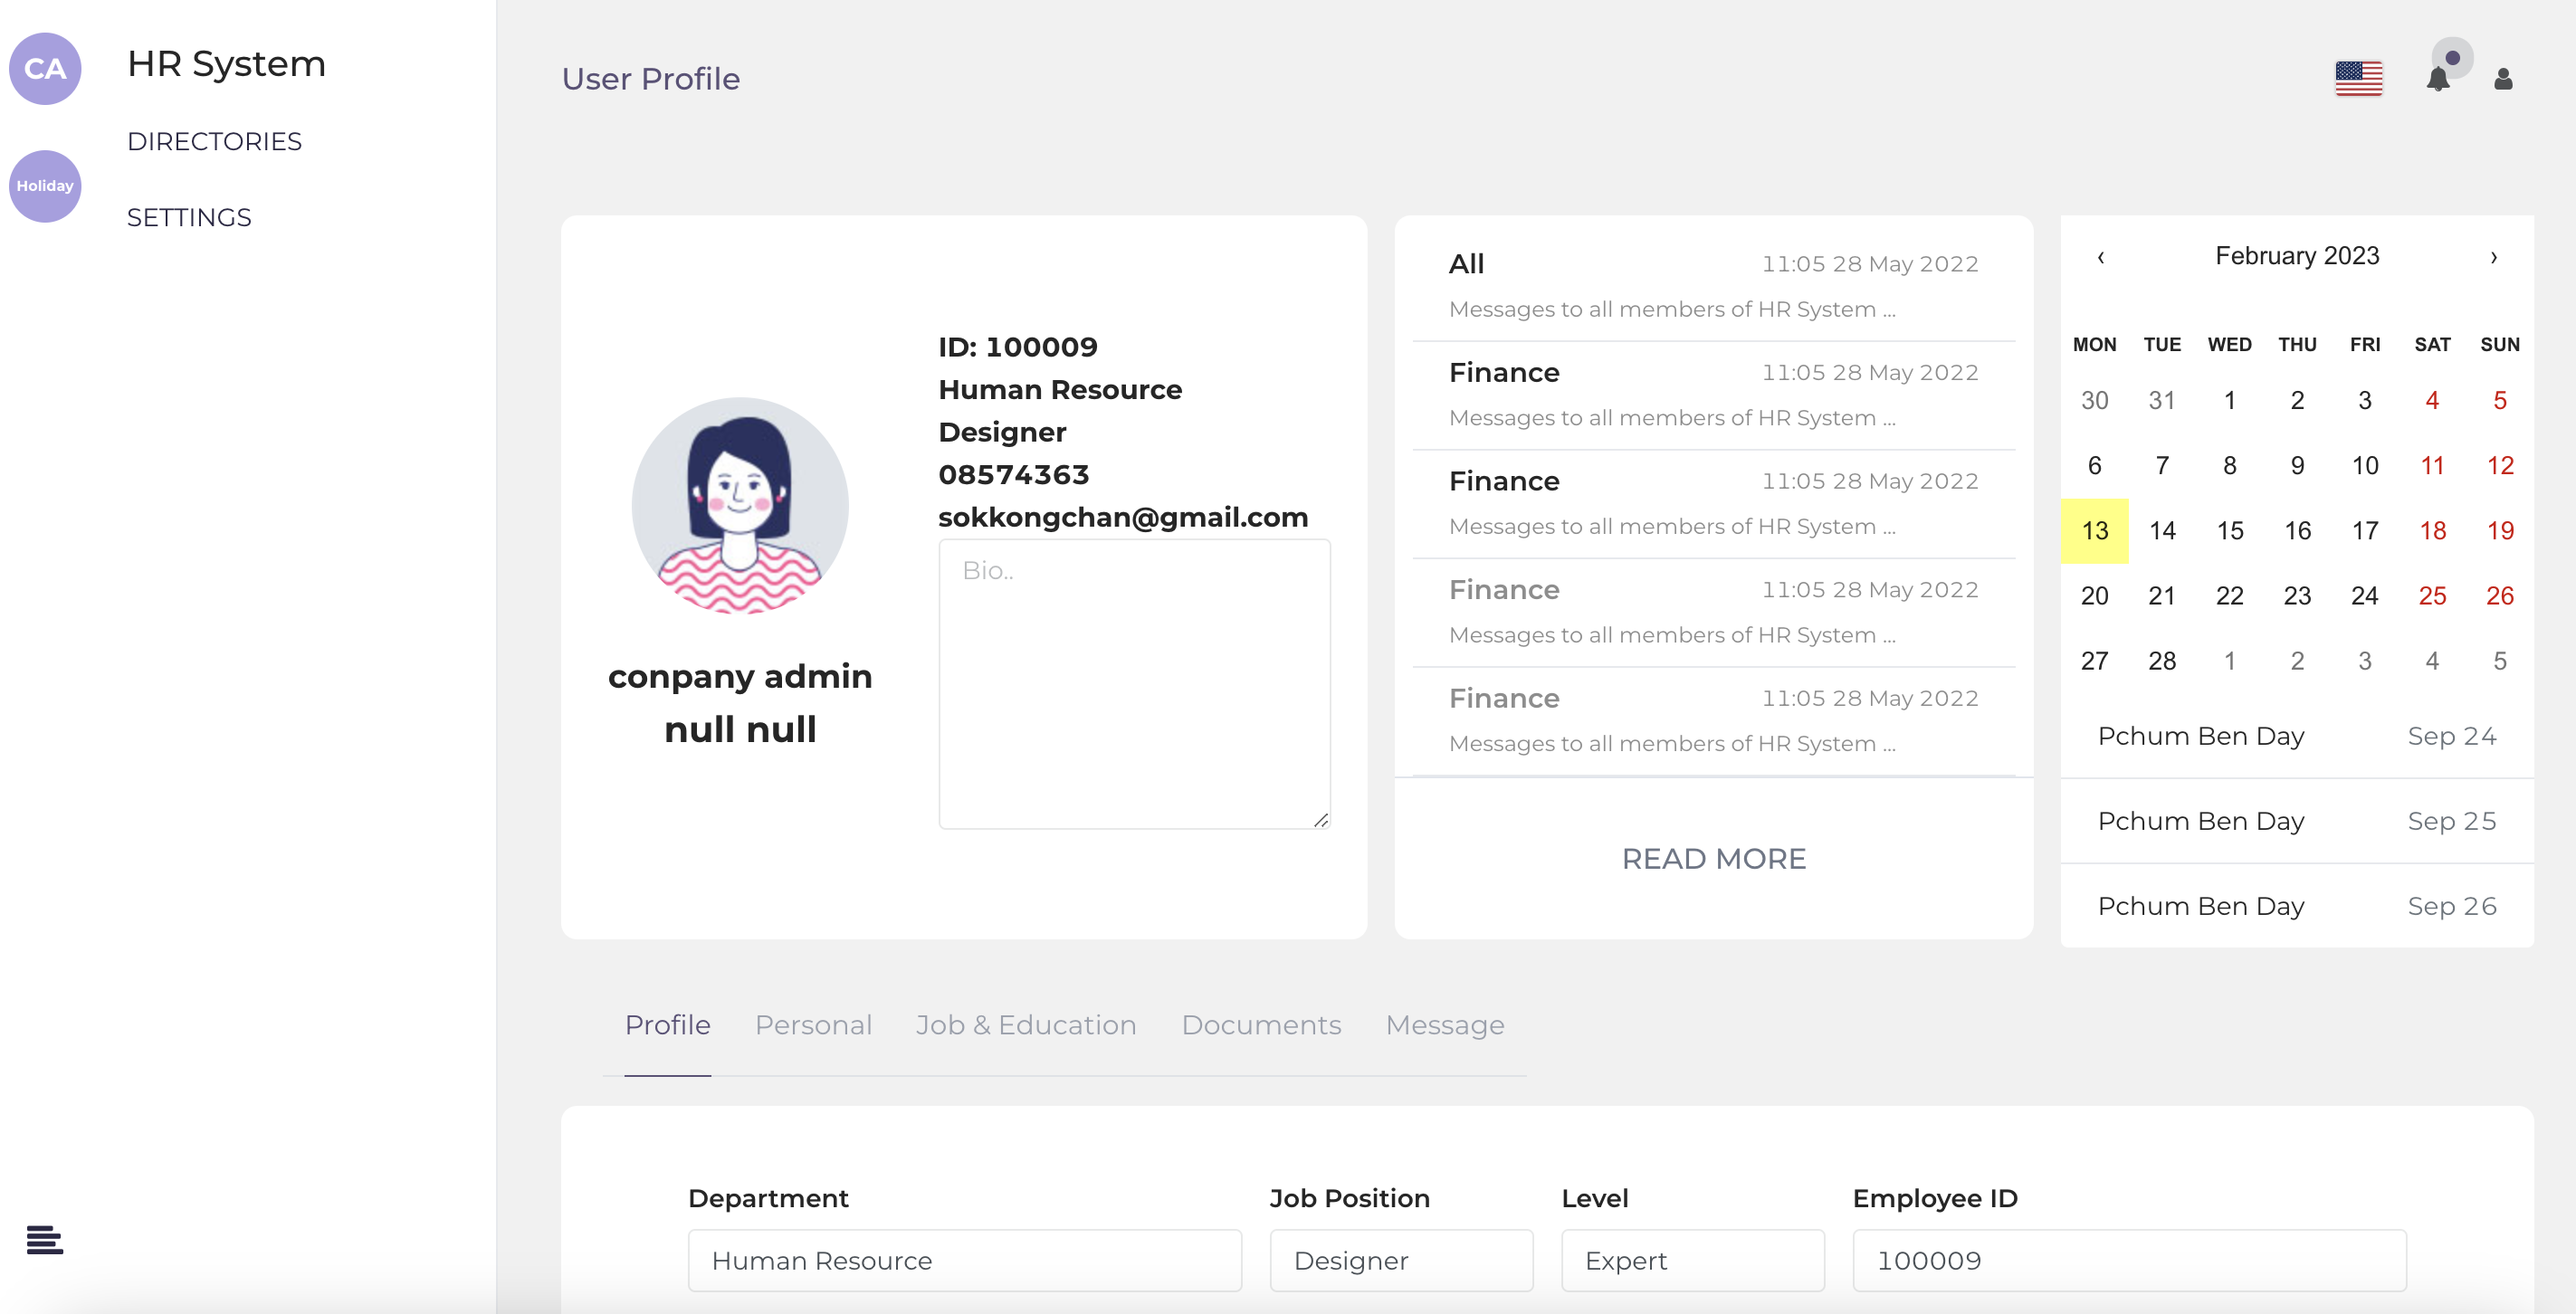 CA
HR System
DIRECTORIES
Holiday
SETTINGS
User Profile
ID: 100009
Human Resource
Designer
08574363
sokkongchan@gmail.com
Bio..
conpany admin
null null
All 11:05 28 May 2022
Messages to all members of HR System ...
Finance 11:05 28 May 2022
Messages to all members of HR System ...
Finance 11:05 28 May 2022
Messages to all members of HR System ...
Finance 11:05 28 May 2022
Messages to all members of HR System ...
Finance 11:05 28 May 2022
Messages to all members of HR System ...
READ MORE
‹ February 2023 ›
MON TUE WED THU FRI SAT SUN
30 31 1 2 3 4 5
6 7 8 9 10 11 12
13 14 15 16 17 18 19
20 21 22 23 24 25 26
27 28 1 2 3 4 5
Pchum Ben Day Sep 24
Pchum Ben Day Sep 25
Pchum Ben Day Sep 26
Profile Personal Job & Education Documents Message
Department Job Position Level Employee ID
Human Resource Designer Expert 100009